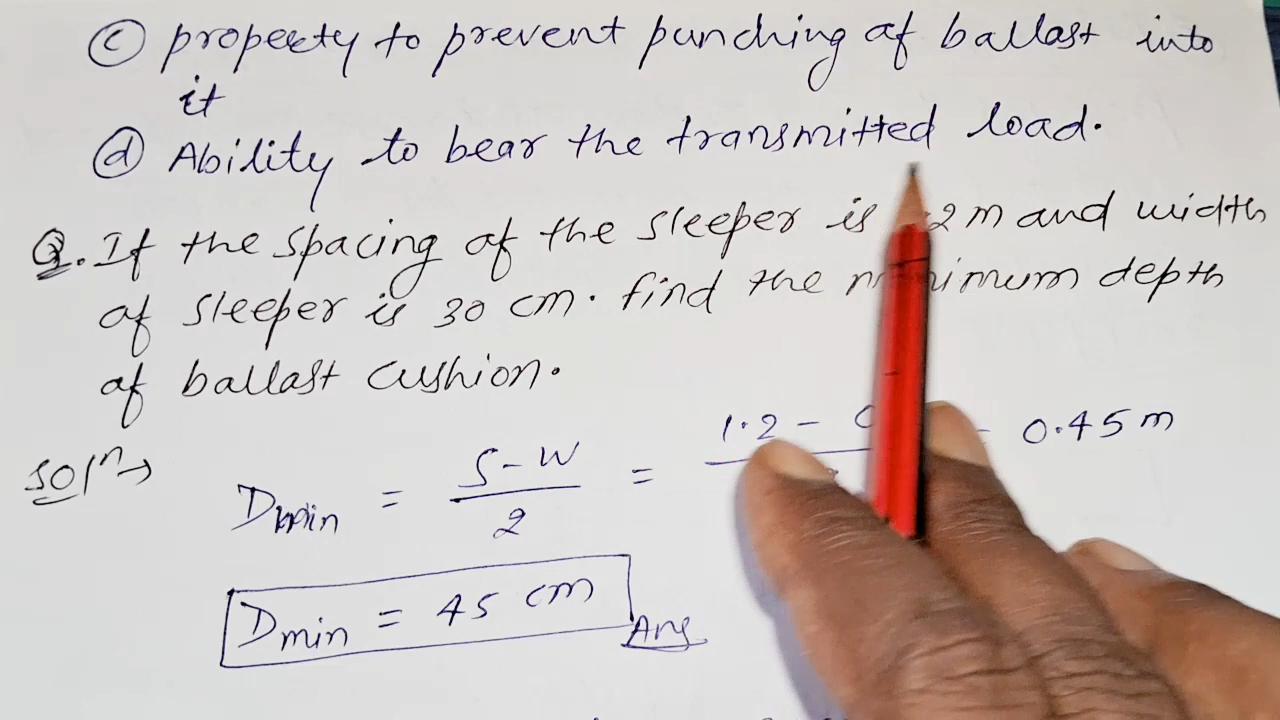 ⓒ property to prevent punching of ballast into
it
ⓓ Ability to bear the transmitted load.
Q. If the spacing of the sleeper is .2 m and width
of sleeper is 30 cm. find the depth
of ballast cushion.
Solⁿ→
Dmin = S-W / 2 = 1.2 - 0 = 0.45 m
Dmin = 45 cm Ans